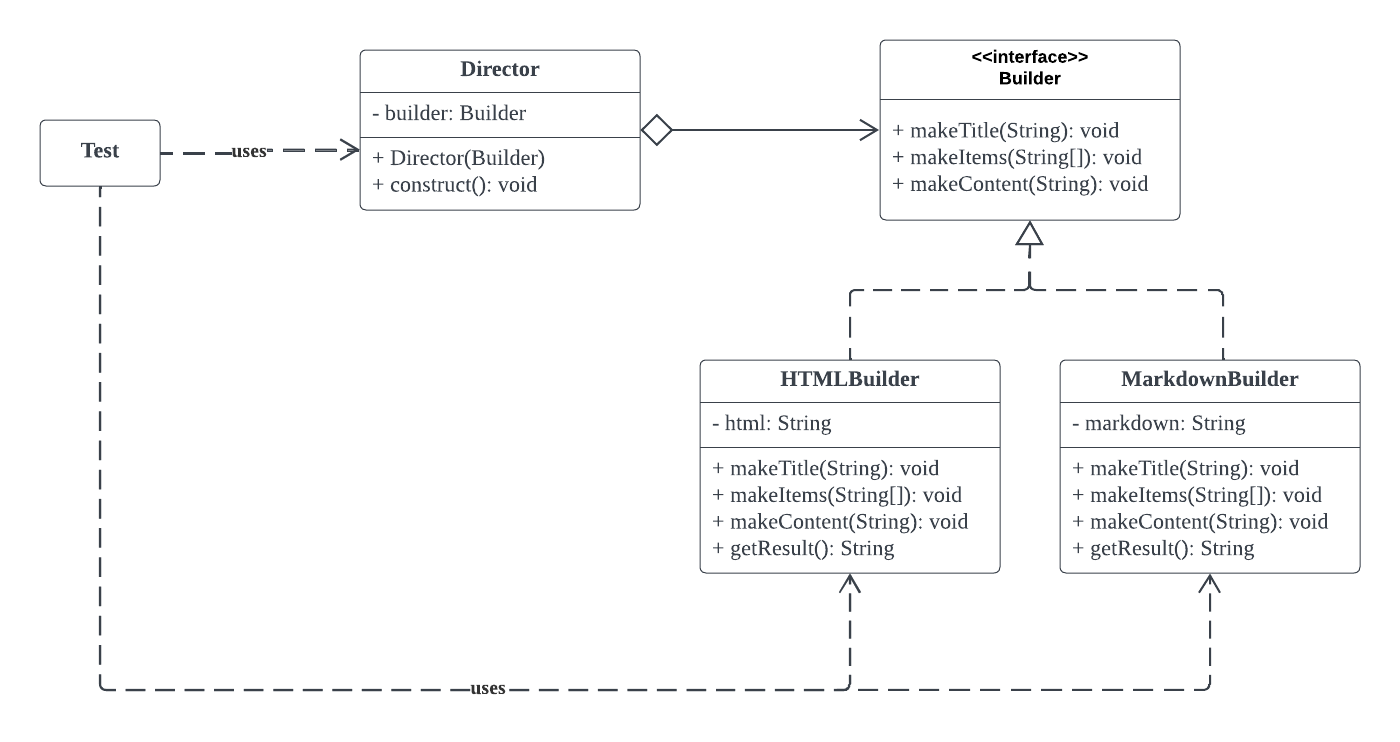 Test
uses
Director
- builder: Builder
+ Director(Builder)
+ construct(): void
<<interface>>
Builder
+ makeTitle(String): void
+ makeItems(String[]): void
+ makeContent(String): void
HTMLBuilder
- html: String
+ makeTitle(String): void
+ makeItems(String[]): void
+ makeContent(String): void
+ getResult(): String
MarkdownBuilder
- markdown: String
+ makeTitle(String): void
+ makeItems(String[]): void
+ makeContent(String): void
+ getResult(): String
uses